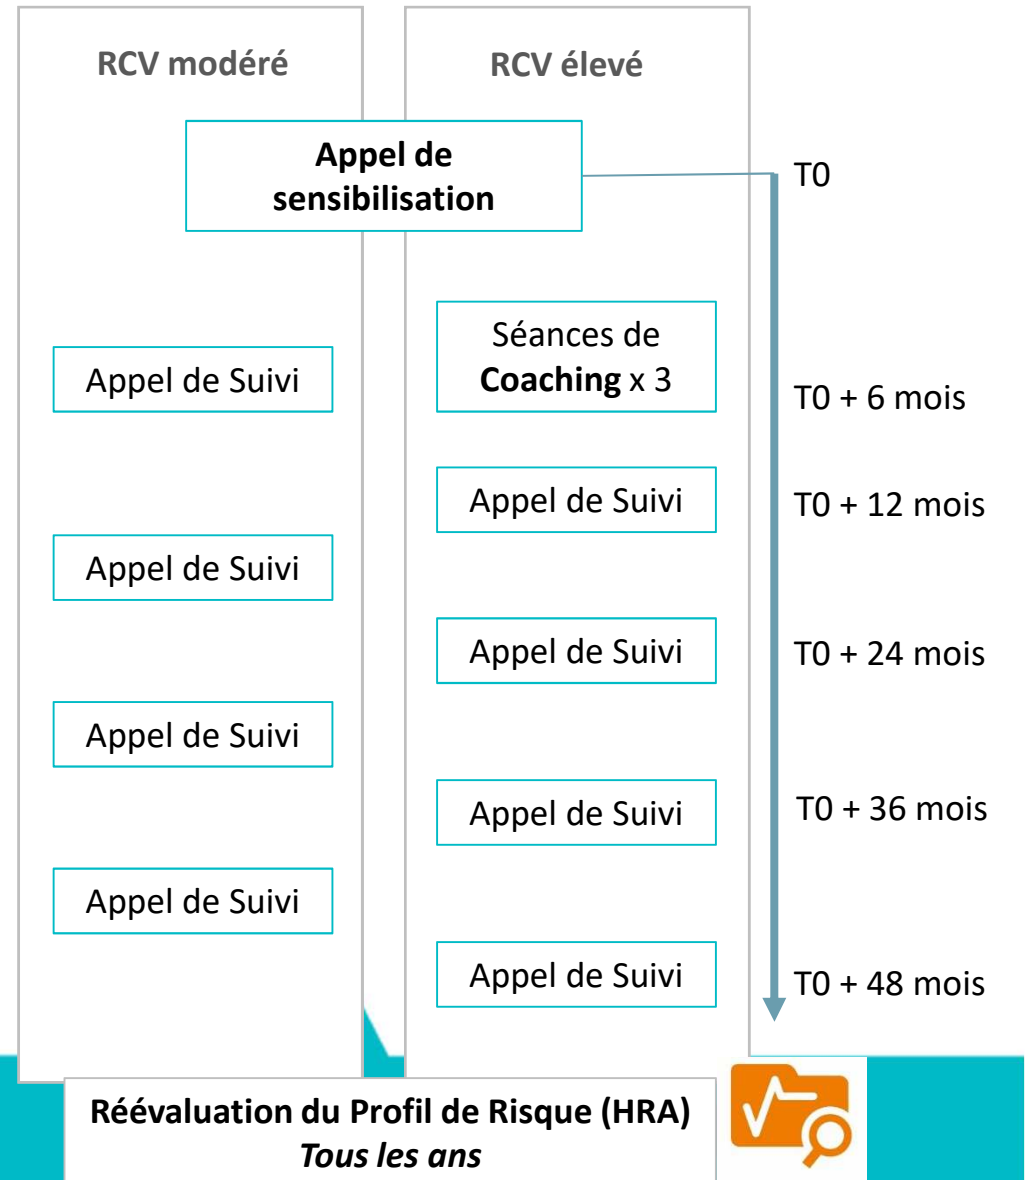 RCV modéré
RCV élevé
Appel de
sensibilisation
T0
Séances de
Coaching x 3
Appel de Suivi
T0 + 6 mois
Appel de Suivi
T0 + 12 mois
Appel de Suivi
Appel de Suivi
T0 + 24 mois
Appel de Suivi
Appel de Suivi
T0 + 36 mois
Appel de Suivi
Appel de Suivi
T0 + 48 mois
Réévaluation du Profil de Risque (HRA)
Tous les ans